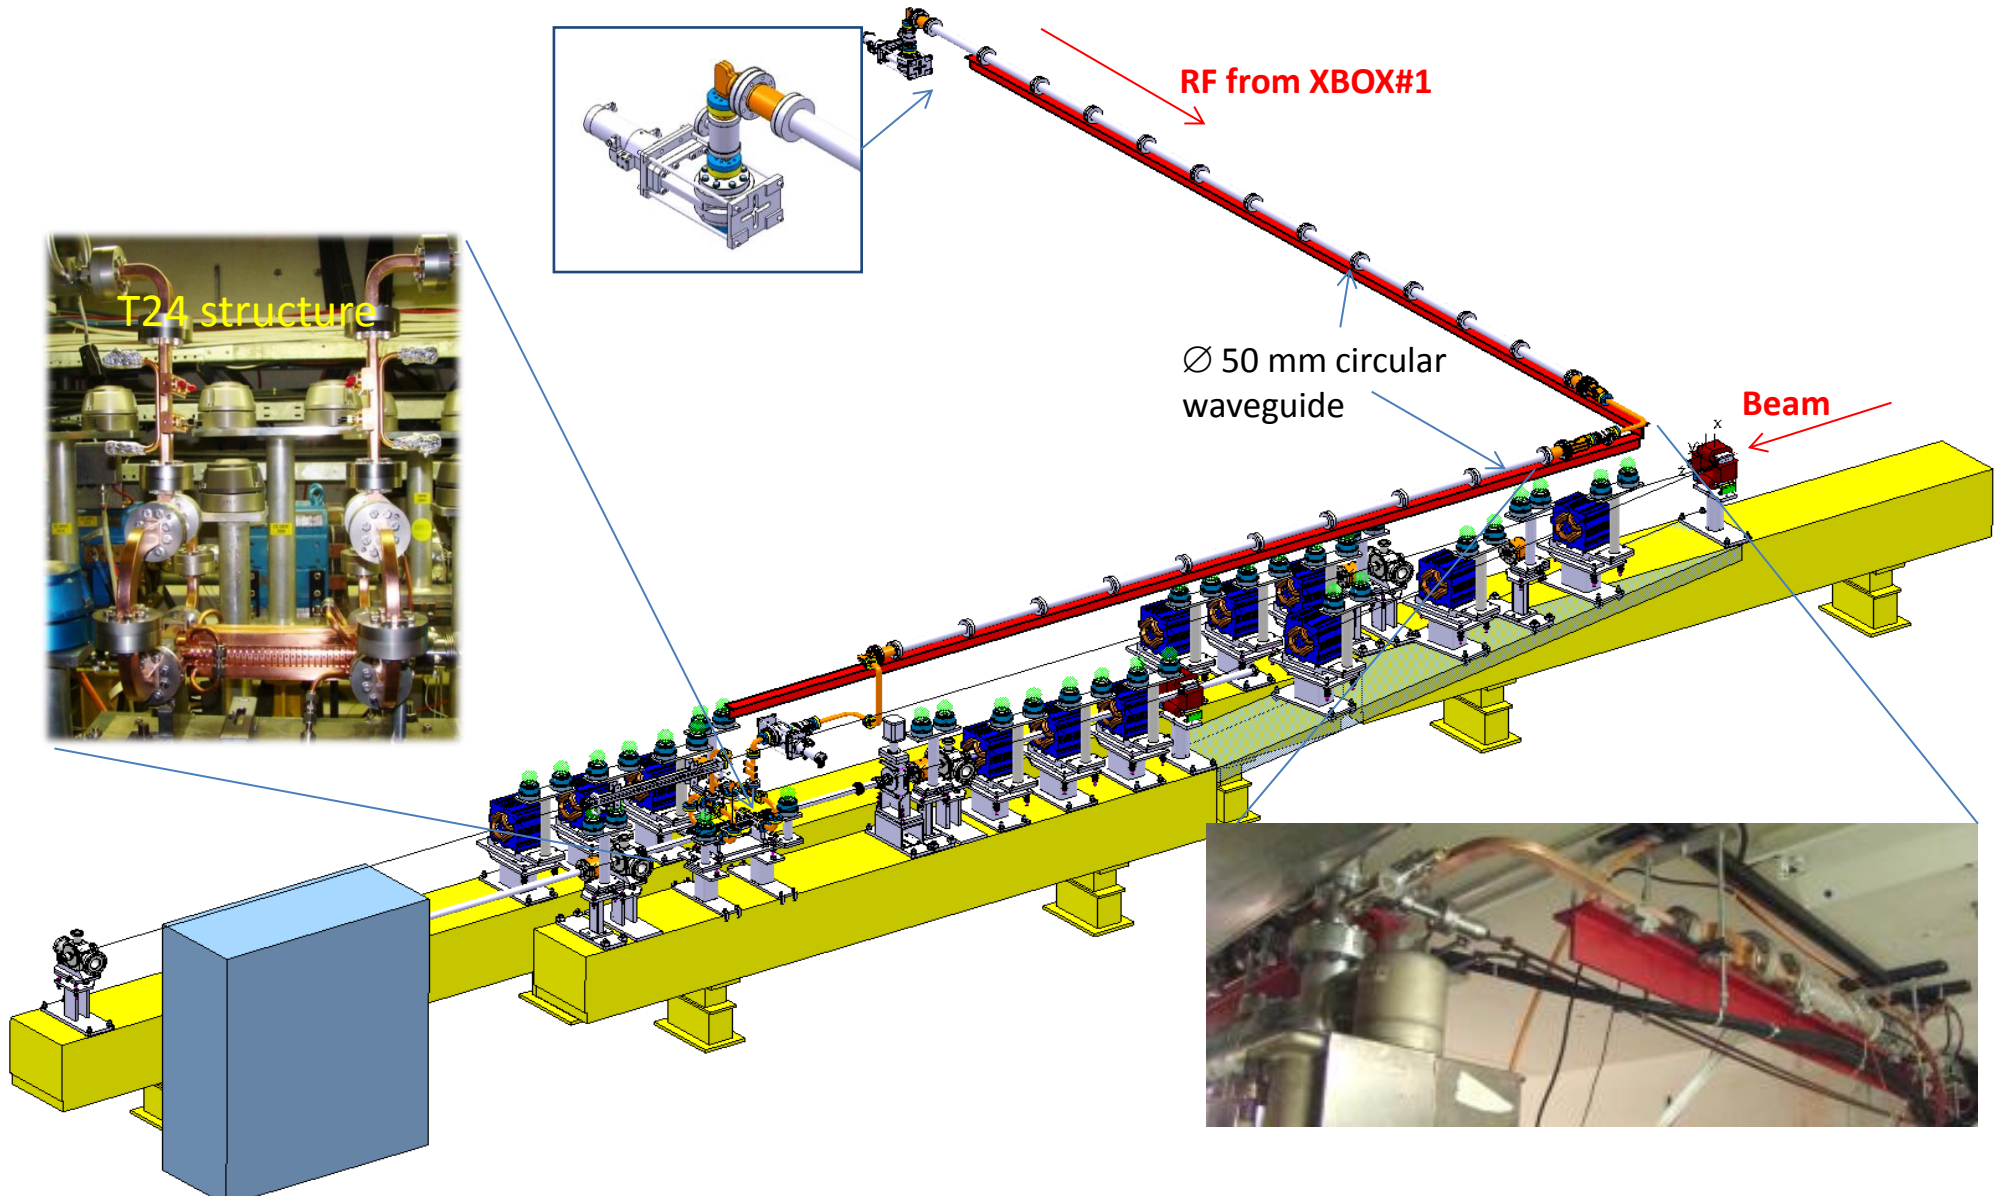 RF from XBOX#1
T24 structure
∅ 50 mm circular
waveguide
Beam
X
Y
Z